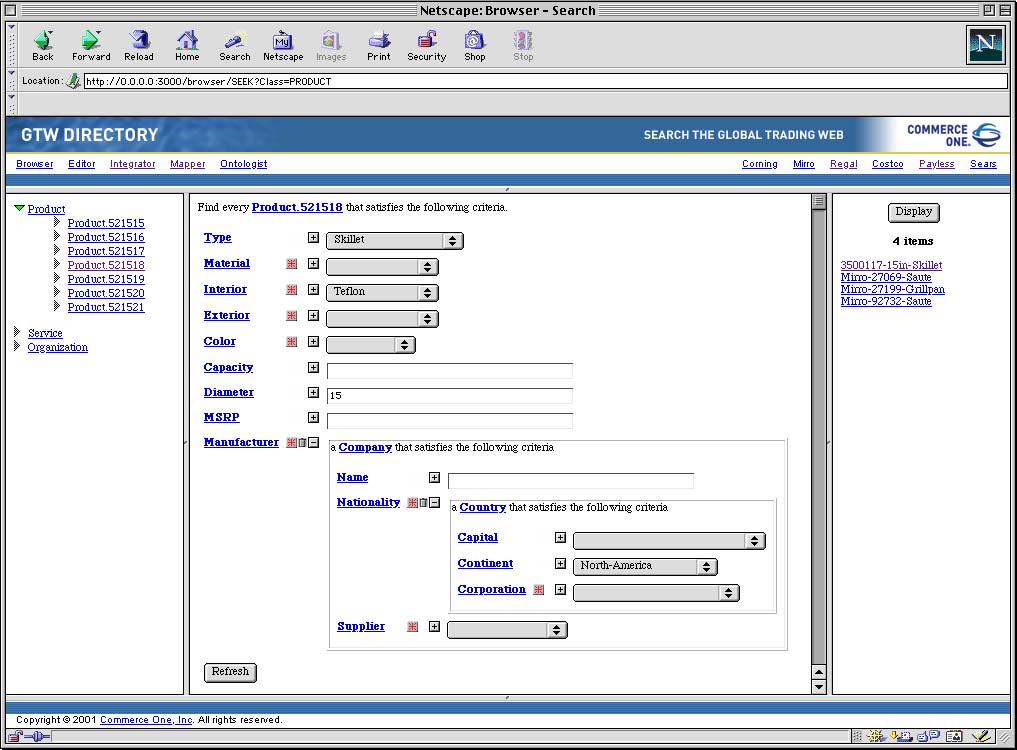 Netscape: Browser - Search
Back Forward Reload Home Search Netscape Images Print Security Shop Stop
My
N
Location: http://0.0.0.0:3000/browser/SEEK?Class=PRODUCT
GTW DIRECTORY SEARCH THE GLOBAL TRADING WEB COMMERCE ONE.
Browser Editor Integrator Mapper Ontologist Corning Mirro Regal Costco Payless Sears
Product
Product.521515
Product.521516
Product.521517
Product.521518
Product.521519
Product.521520
Product.521521
Service
Organization
Find every Product.521518 that satisfies the following criteria.
Type Skillet
Material
Interior Teflon
Exterior
Color
Capacity
Diameter 15
MSRP
Manufacturer a Company that satisfies the following criteria
Name
Nationality a Country that satisfies the following criteria
Capital
Continent North-America
Corporation
Supplier
Refresh
Display
4 items
3500117-15in-Skillet
Mirro-27069-Saute
Mirro-27199-Grillpan
Mirro-92732-Saute
Copyright © 2001 Commerce One, Inc. All rights reserved.